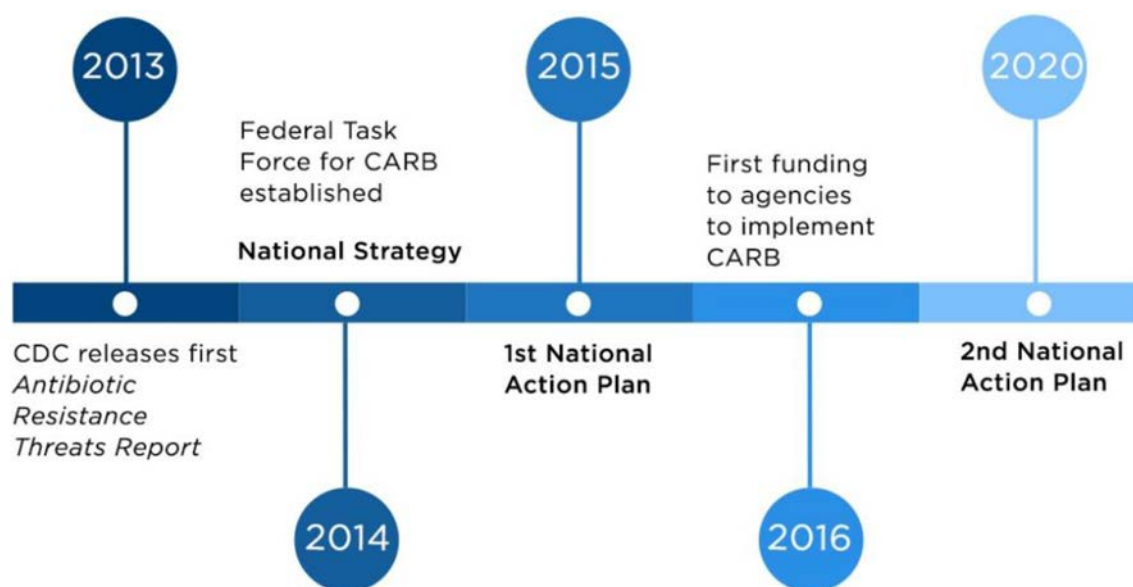 2013
CDC releases first
Antibiotic
Resistance
Threats Report
Federal Task
Force for CARB
established
National Strategy
2014
2015
1st National
Action Plan
First funding
to agencies
to implement
CARB
2016
2020
2nd National
Action Plan